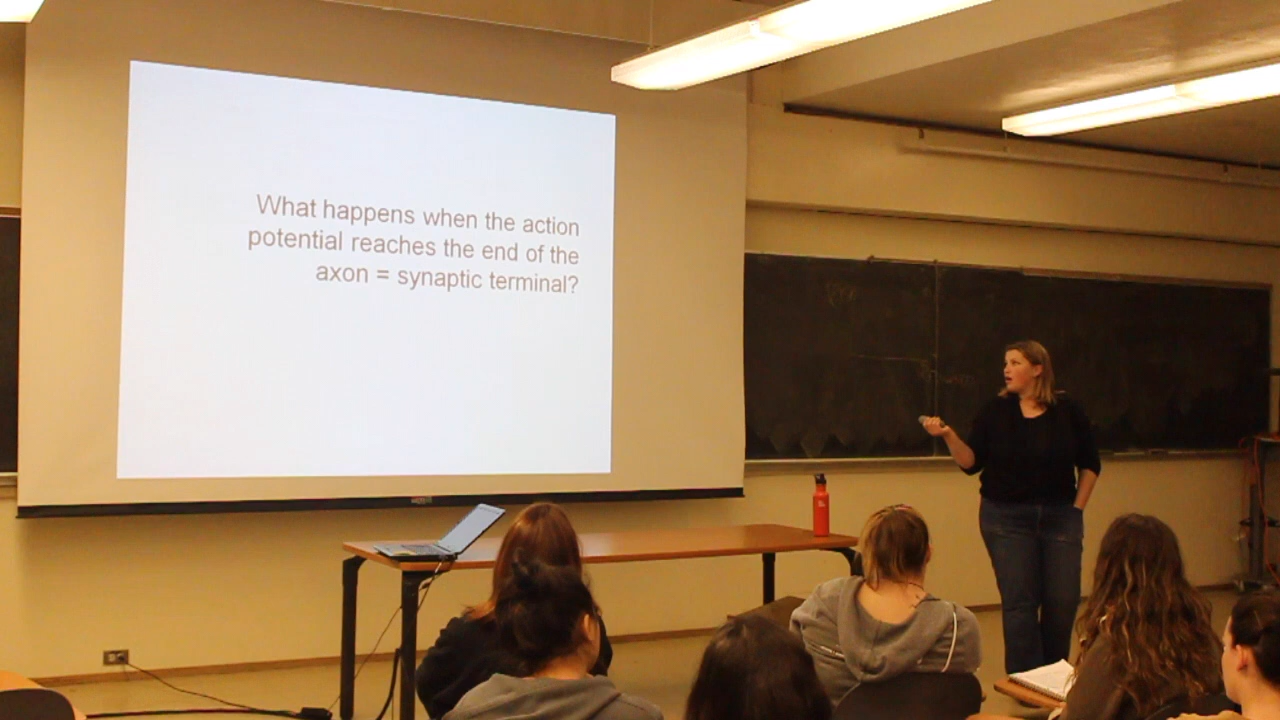 What happens when the action
potential reaches the end of the
axon = synaptic terminal?